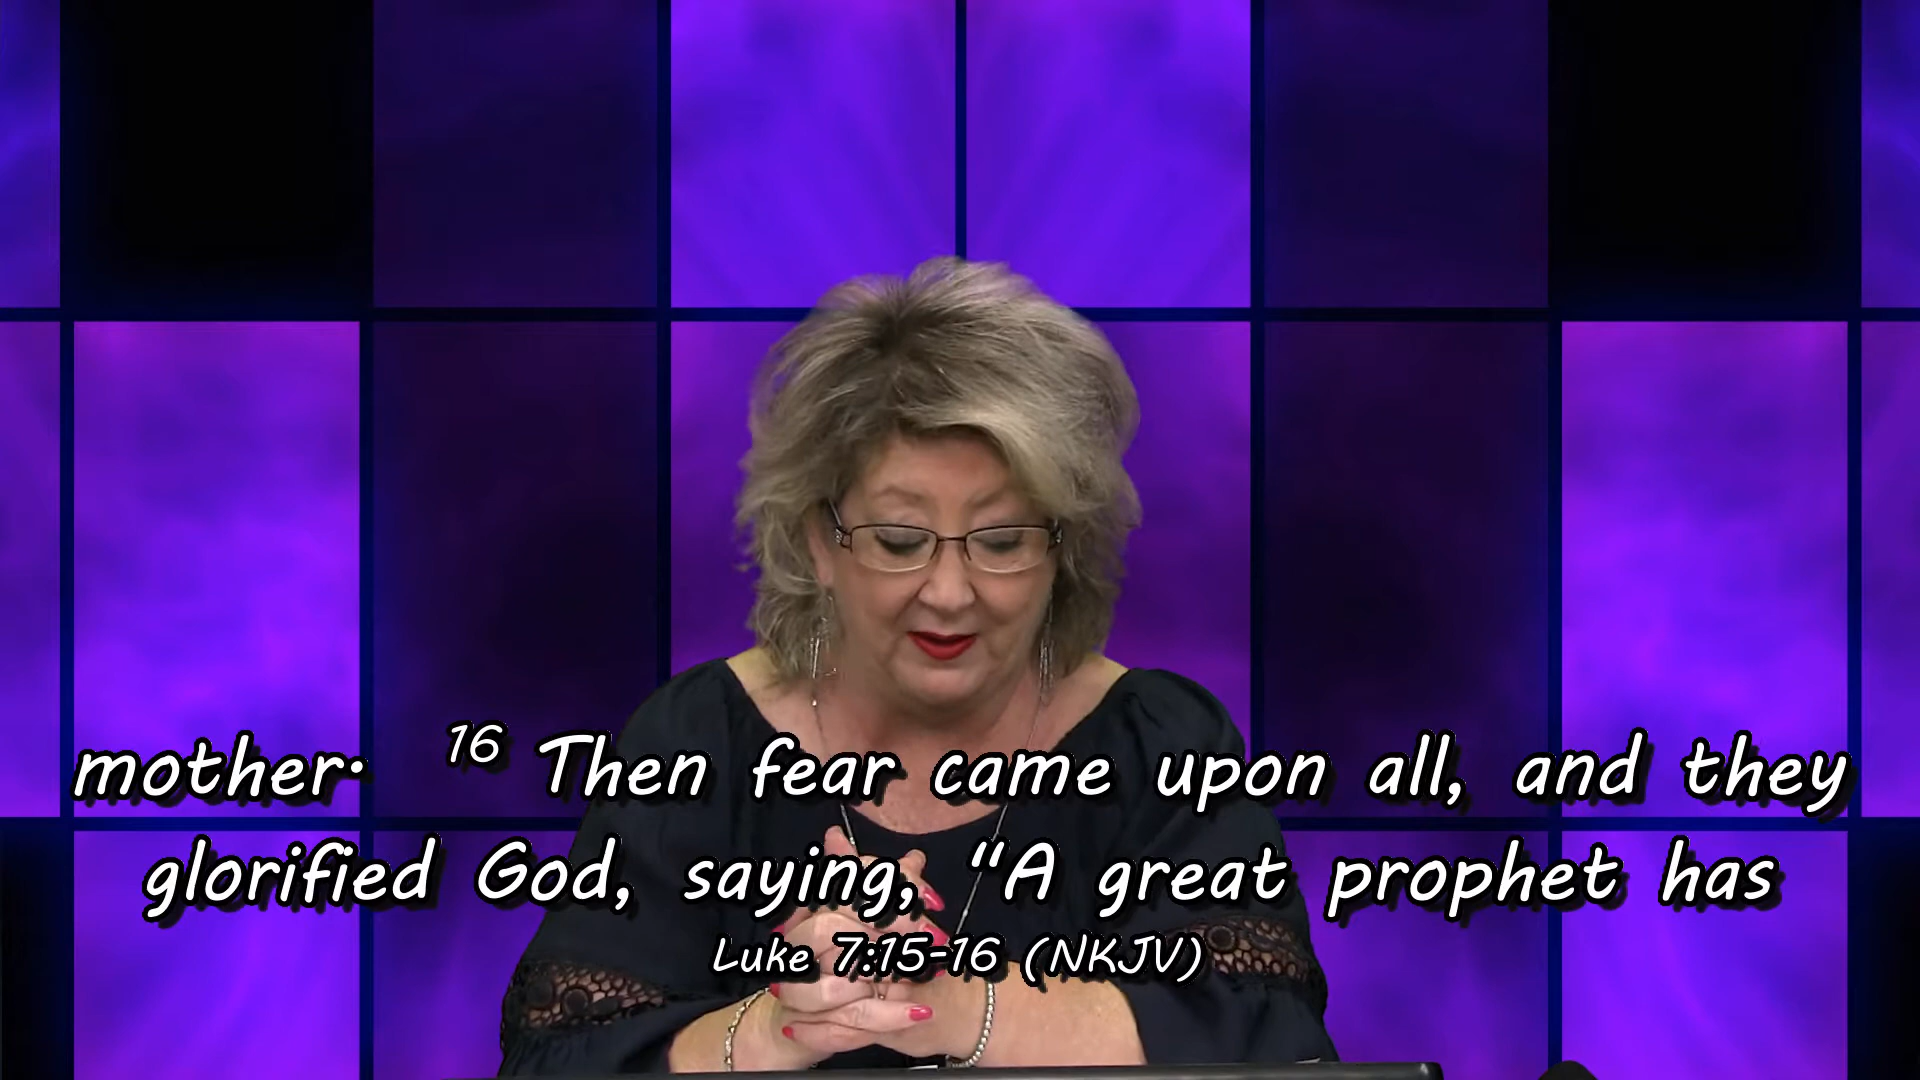 mother. 16 Then fear came upon all, and they
glorified God, saying, “A great prophet has
Luke 7:15-16 (NKJV)